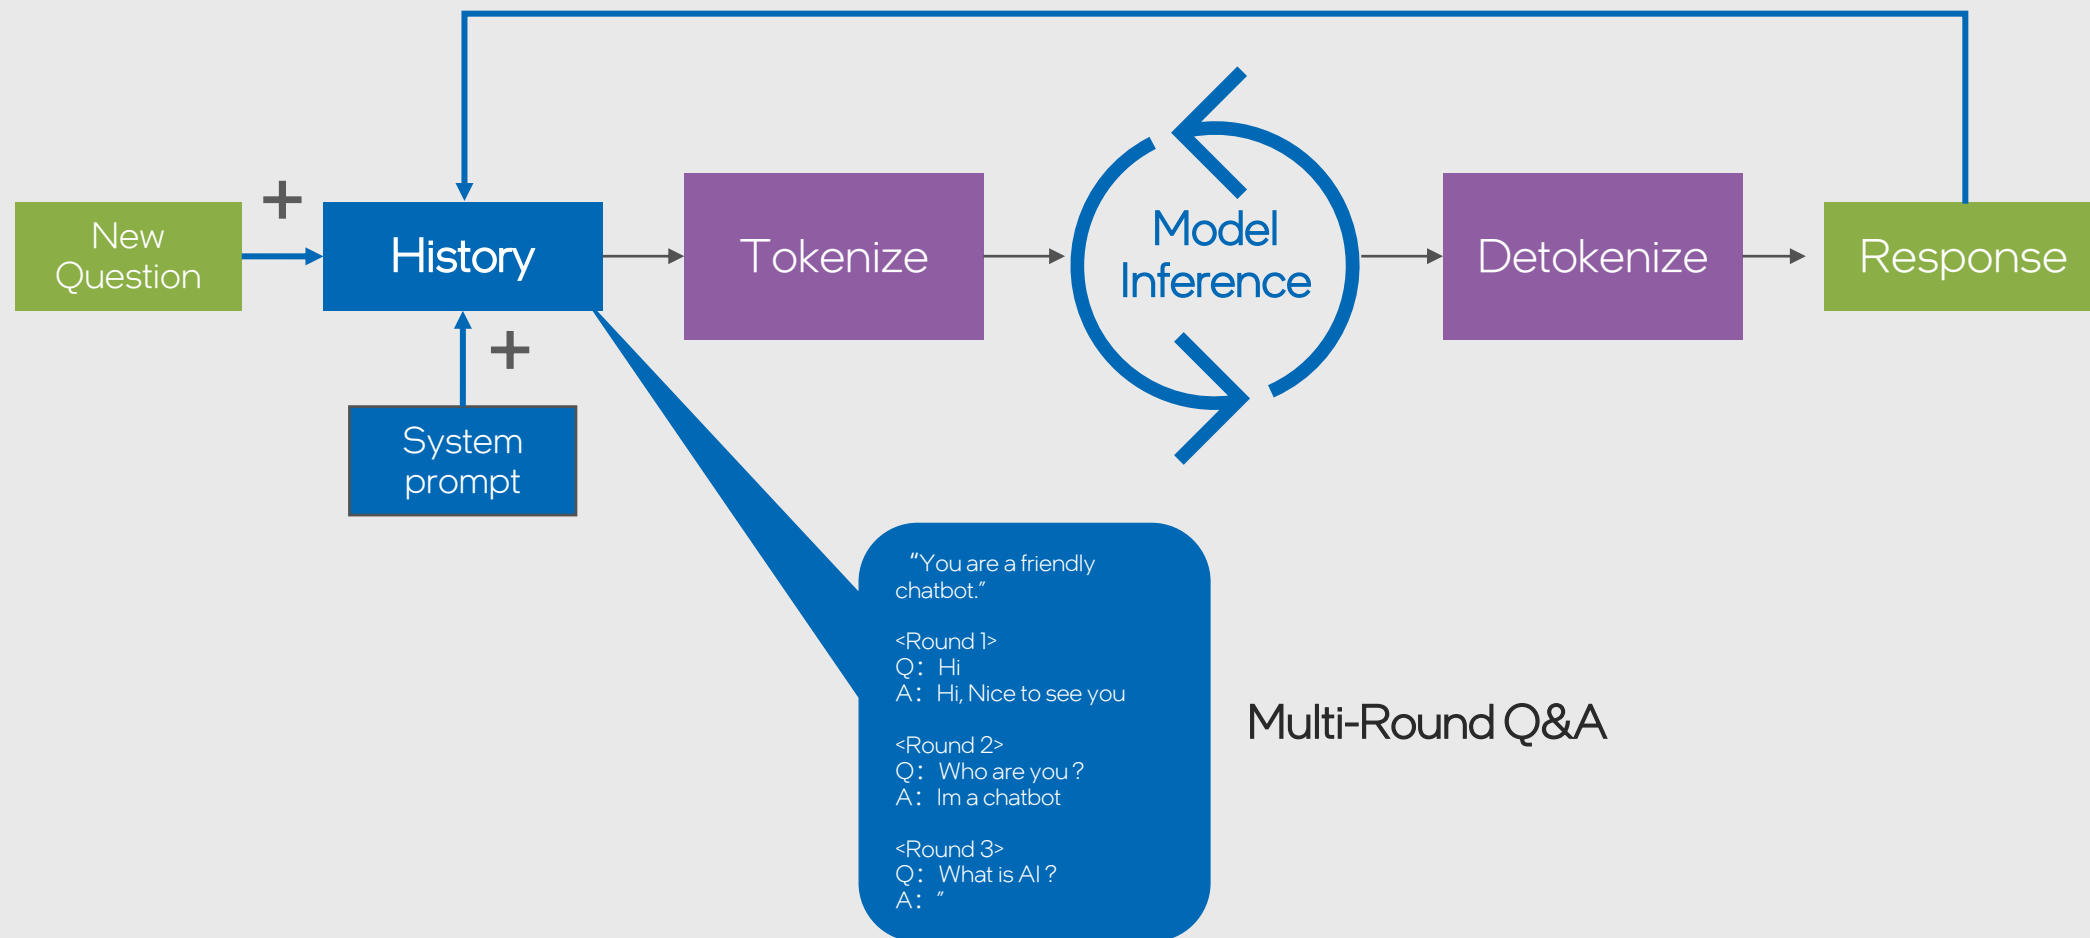 New
Question
+
History
+
System
prompt
Tokenize
Model
Inference
Detokenize
Response
“You are a friendly
chatbot.”
<Round 1>
Q： Hi
A： Hi, Nice to see you
<Round 2>
Q： Who are you？
A： Im a chatbot
<Round 3>
Q： What is AI？
A： ”
Multi-Round Q&A